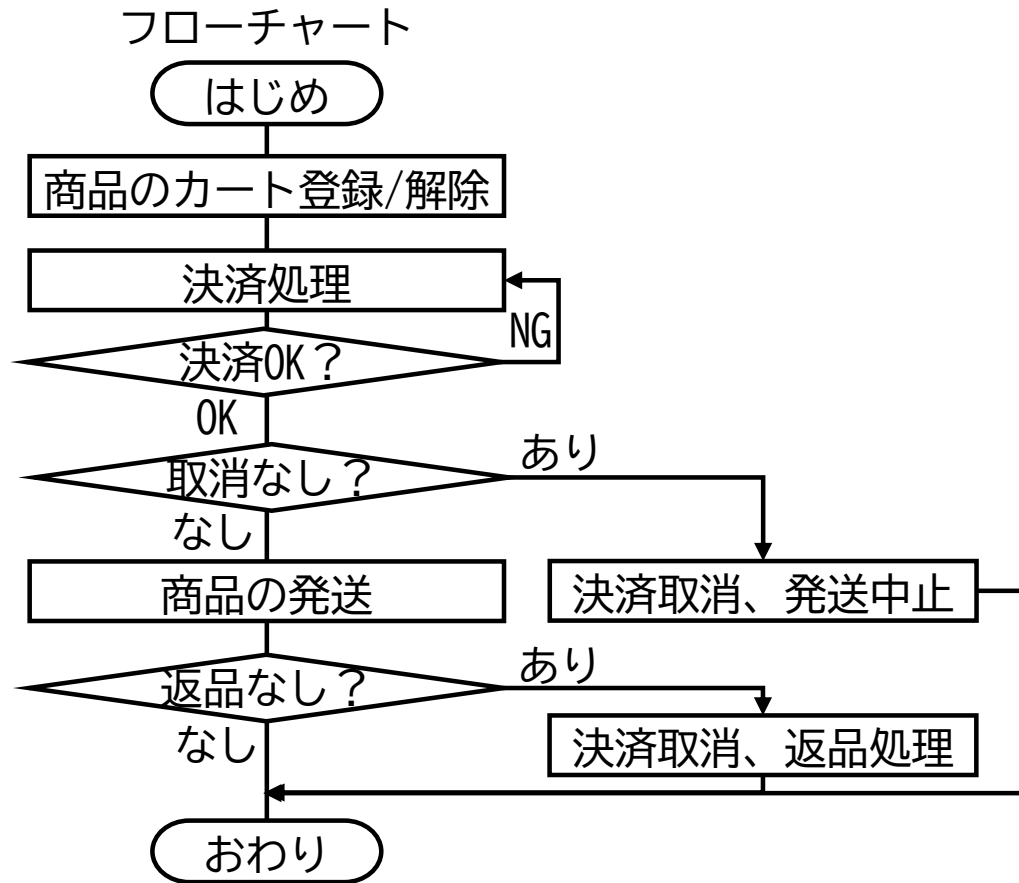 フローチャート
はじめ
商品のカート登録/解除
決済処理
NG
決済OK？
OK
取消なし？
あり
なし
商品の発送
決済取消、発送中止
返品なし？
あり
なし
決済取消、返品処理
おわり